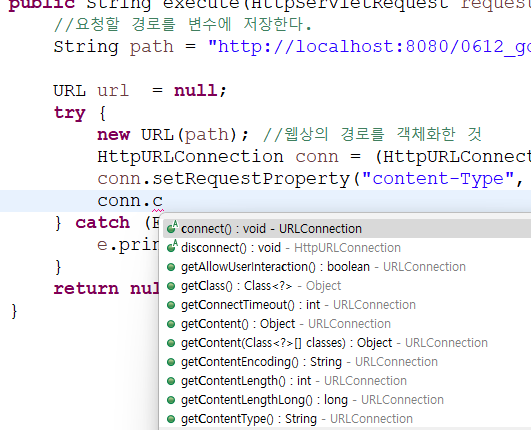 public String execute(HttpServletRequest request
//요청할 경로를 변수에 저장한다.
String path = "http://localhost:8080/0612_go
URL url = null;
try {
new URL(path); //웹상의 경로를 객체화한 것
HttpURLConnection conn = (HttpURLConnect
conn.setRequestProperty("content-Type",
conn.c
connect() : void - URLConnection
} catch (
disconnect() : void - HttpURLConnection
e.prin
getAllowUserInteraction() : boolean - URLConnection
}
getClass() : Class<?> - Object
return nul
getConnectTimeout() : int - URLConnection
}
getContent() : Object - URLConnection
getContent(Class<?>[] classes) : Object - URLConnection
getContentEncoding() : String - URLConnection
getContentLength() : int - URLConnection
getContentLengthLong() : long - URLConnection
getContentType() : String - URLConnection